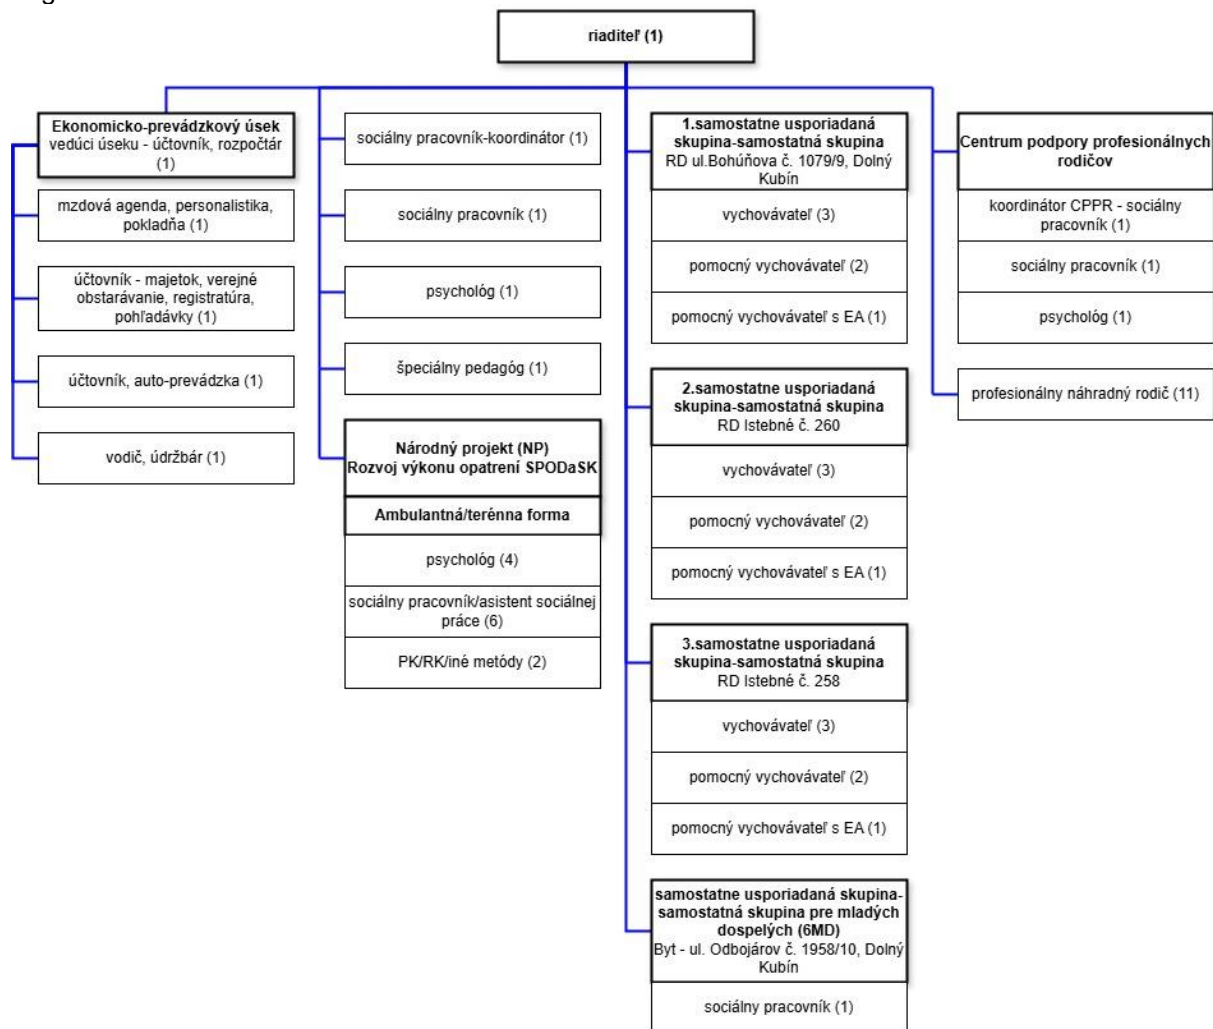 riaditeľ (1)
Ekonomicko-prevádzkový úsek
vedúci úseku - účtovník, rozpočtár
(1)
mzdová agenda, personalistika,
pokladňa (1)
účtovník - majetok, verejné
obstarávanie, registratúra,
pohľadávky (1)
účtovník, auto-prevádzka (1)
vodič, údržbár (1)
sociálny pracovník-koordinátor (1)
sociálny pracovník (1)
psychológ (1)
špeciálny pedagóg (1)
Národný projekt (NP)
Rozvoj výkonu opatrení SPODaSK
Ambulantná/terénna forma
psychológ (4)
sociálny pracovník/asistent sociálnej
práce (6)
PK/RK/iné metódy (2)
1.samostatne usporiadaná
skupina-samostatná skupina
RD ul.Bohúňova č. 1079/9, Dolný
Kubín
vychovávateľ (3)
pomocný vychovávateľ (2)
pomocný vychovávateľ s EA (1)
2.samostatne usporiadaná
skupina-samostatná skupina
RD Istebné č. 260
vychovávateľ (3)
pomocný vychovávateľ (2)
pomocný vychovávateľ s EA (1)
3.samostatne usporiadaná
skupina-samostatná skupina
RD Istebné č. 258
vychovávateľ (3)
pomocný vychovávateľ (2)
pomocný vychovávateľ s EA (1)
samostatne usporiadaná skupina-
samostatná skupina pre mladých
dospelých (6MD)
Byt - ul. Odbojárov č. 1958/10, Dolný
Kubín
sociálny pracovník (1)
Centrum podpory profesionálnych
rodičov
koordinátor CPPR - sociálny
pracovník (1)
sociálny pracovník (1)
psychológ (1)
profesionálny náhradný rodič (11)